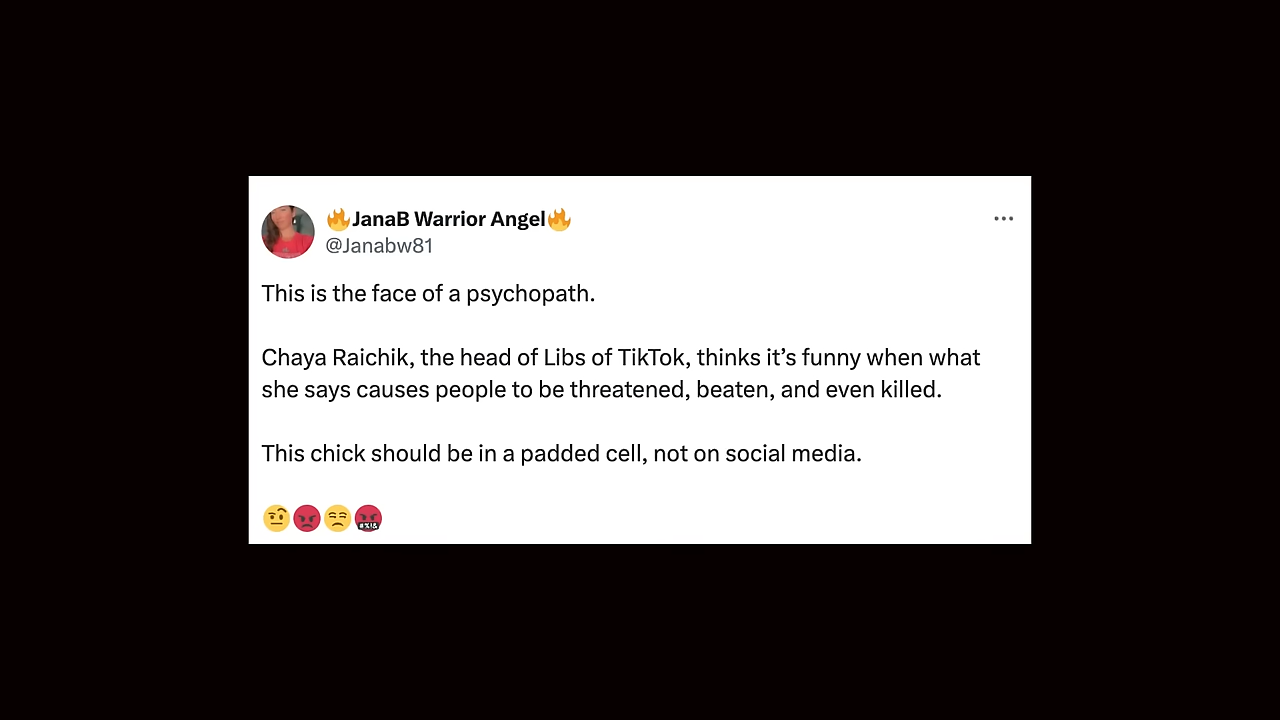 🔥JanaB Warrior Angel🔥
@Janabw81
This is the face of a psychopath.
Chaya Raichik, the head of Libs of TikTok, thinks it’s funny when what
she says causes people to be threatened, beaten, and even killed.
This chick should be in a padded cell, not on social media.
🤨😡😒🤬